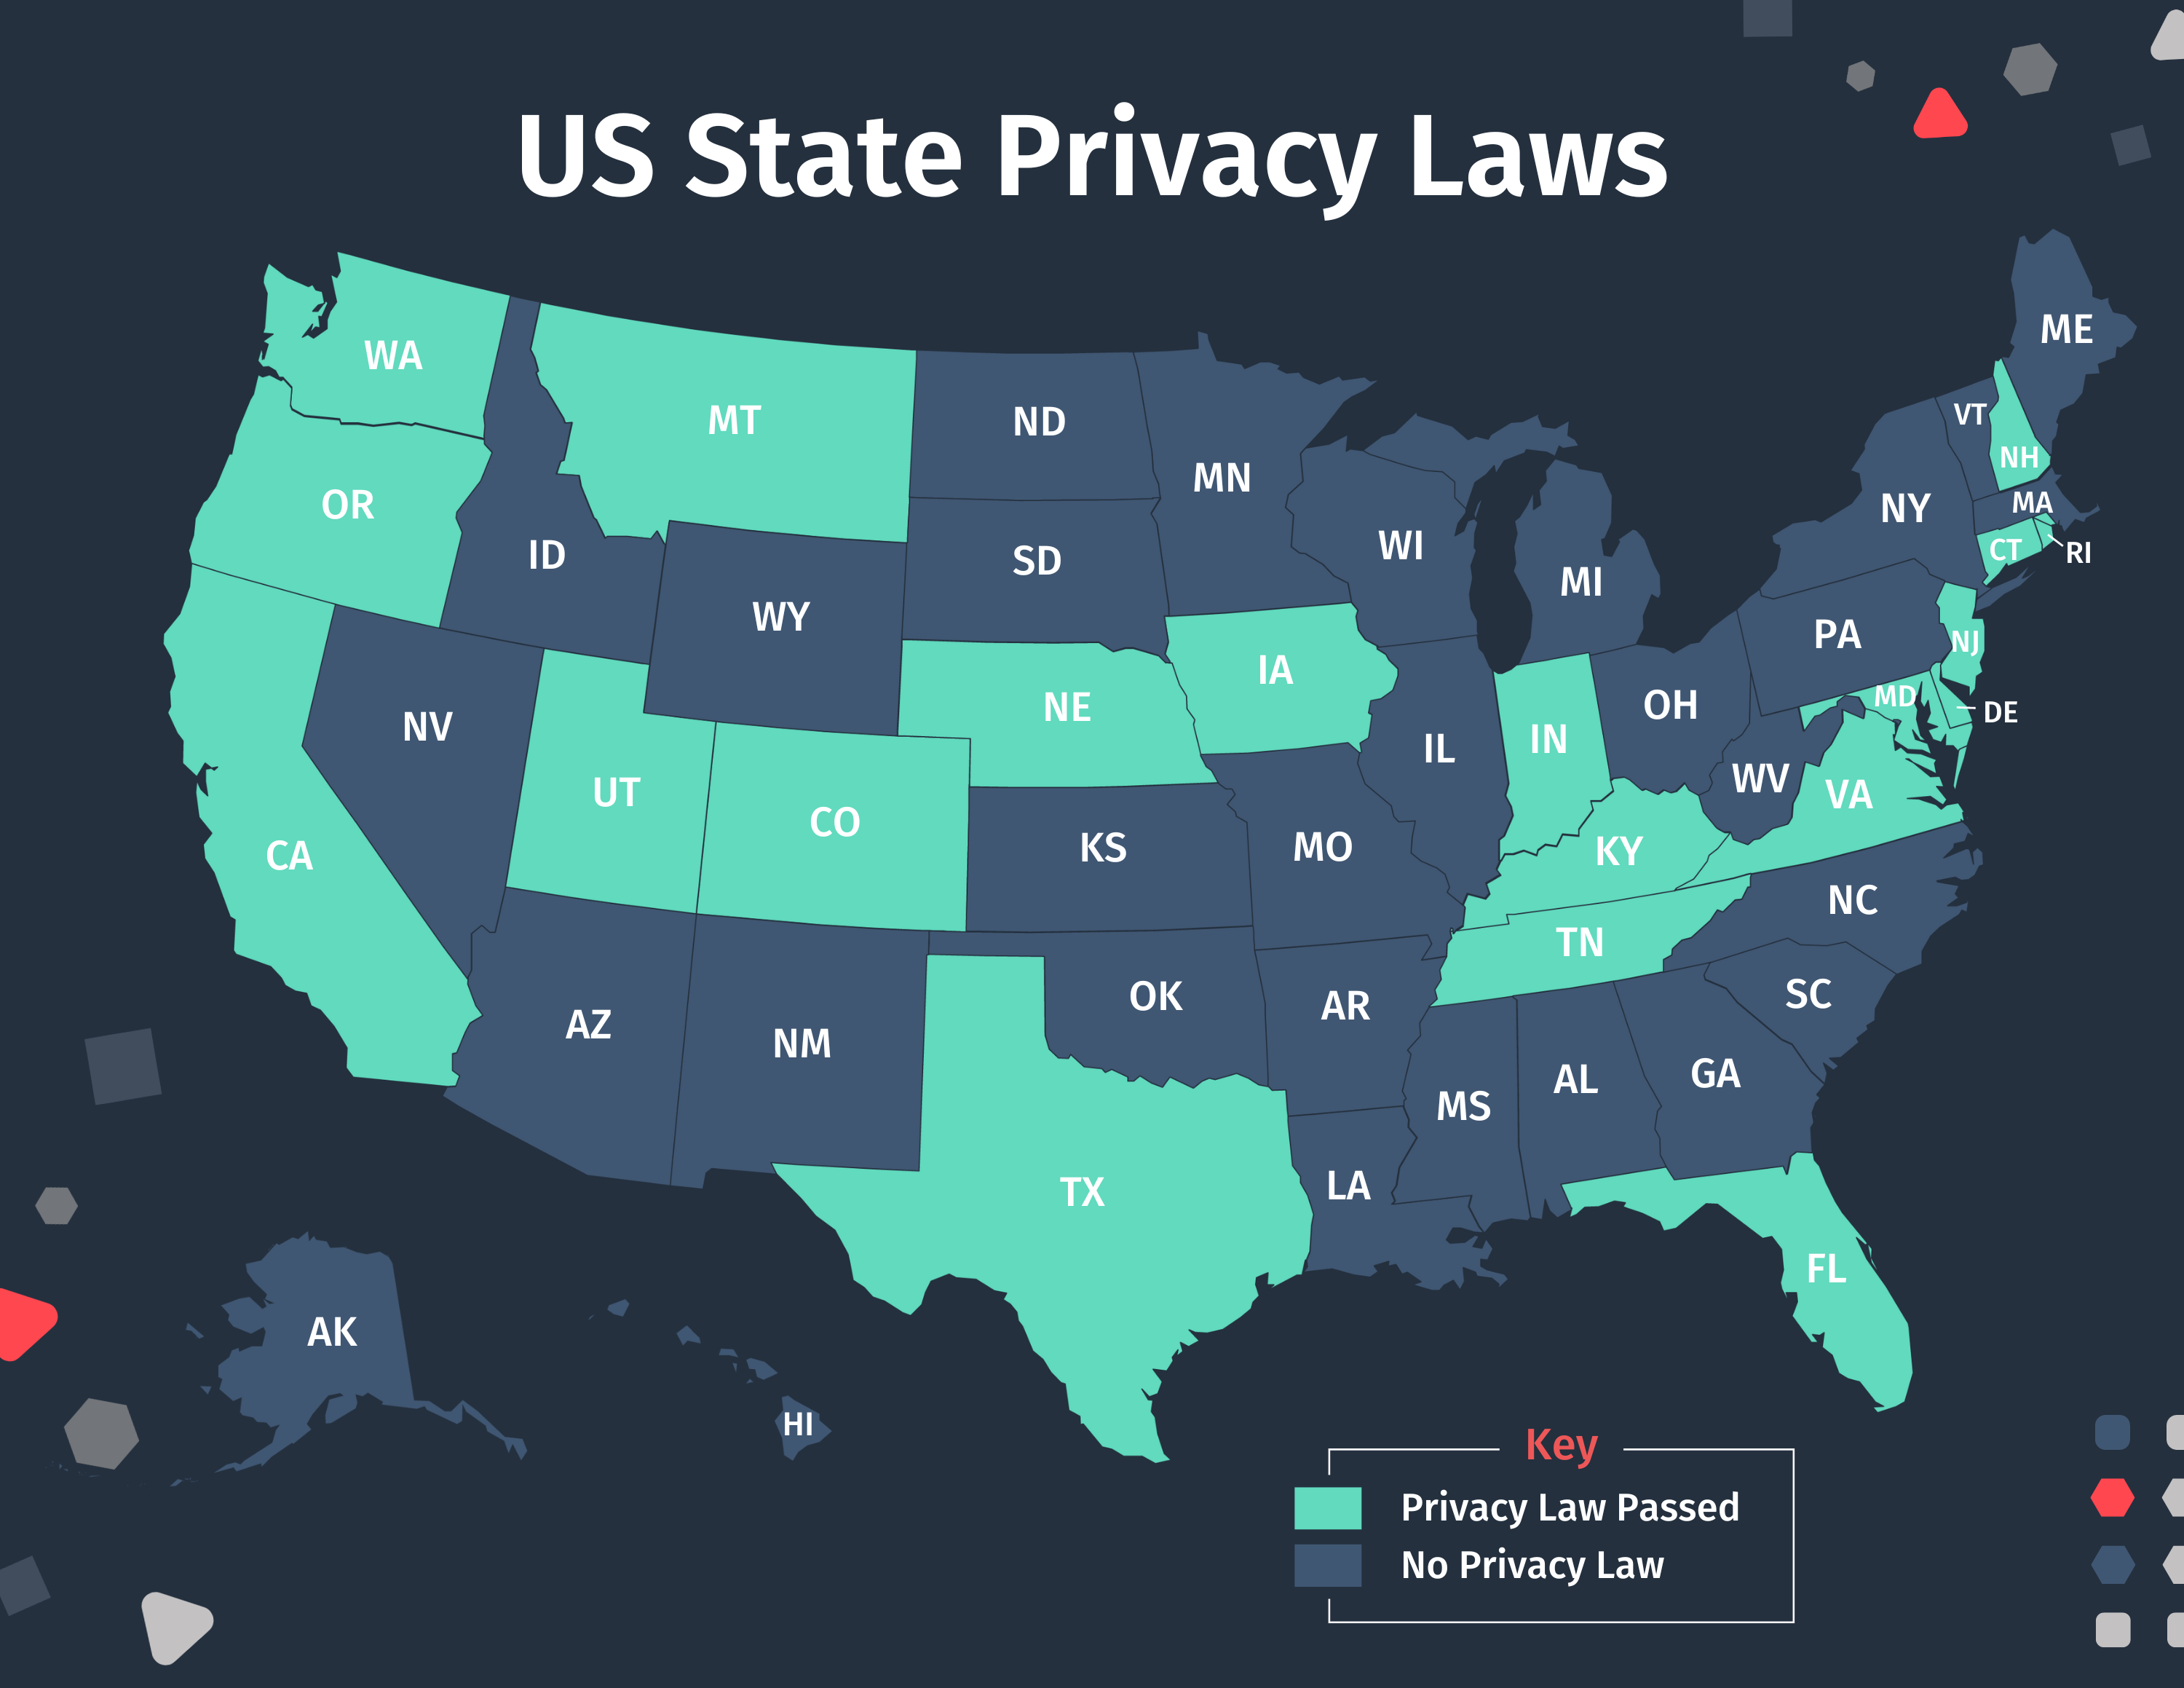 US State Privacy Laws
WA
MT
ND
MN
ME
VT
NH
OR
ID
SD
WI
MI
NY
MA
CT
RI
WY
NE
IA
PA
NJ
MD
DE
NV
UT
CO
KS
MO
IL
IN
OH
WV
VA
CA
KY
NC
TN
AZ
NM
OK
AR
SC
MS
AL
GA
TX
LA
FL
AK
HI
Key
Privacy Law Passed
No Privacy Law